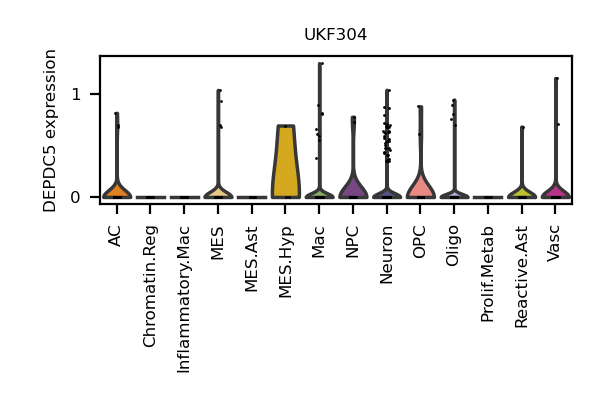 UKF304
DEPDC5 expression
1
0
AC
Chromatin.Reg
Inflammatory.Mac
MES
MES.Ast
MES.Hyp
Mac
NPC
Neuron
OPC
Oligo
Prolif.Metab
Reactive.Ast
Vasc